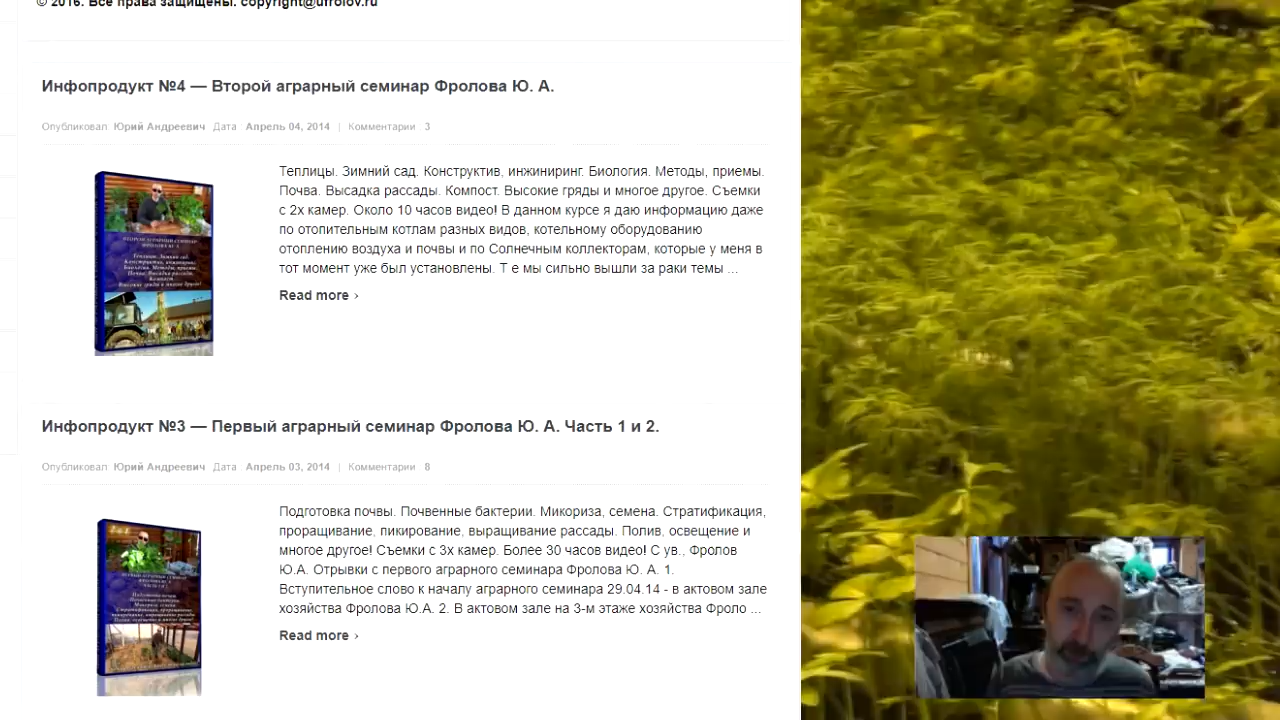 © 2016. Все права защищены. copyright@ufrolov.ru
Инфопродукт №4 — Второй аграрный семинар Фролова Ю. А.
Опубликовал Юрий Андреевич Дата Апрель 04, 2014 | Комментарии 3
Теплицы. Зимний сад. Конструктив, инжиниринг. Биология. Методы, приемы.
Почва. Высадка рассады. Компост. Высокие гряды и многое другое. Съемки
с 2х камер. Около 10 часов видео! В данном курсе я даю информацию даже
по отопительным котлам разных видов, котельному оборудованию
отоплению воздуха и почвы и по Солнечным коллекторам, которые у меня в
тот момент уже был установлены. Т е мы сильно вышли за раки темы ...
Read more ›
Инфопродукт №3 — Первый аграрный семинар Фролова Ю. А. Часть 1 и 2.
Опубликовал Юрий Андреевич Дата Апрель 03, 2014 | Комментарии 8
Подготовка почвы. Почвенные бактерии. Микориза, семена. Стратификация,
проращивание, пикирование, выращивание рассады. Полив, освещение и
многое другое! Съемки с 3х камер. Более 30 часов видео! С ув., Фролов
Ю.А. Отрывки с первого аграрного семинара Фролова Ю. А. 1.
Вступительное слово к началу аграрного семинара 29.04.14 - в актовом зале
хозяйства Фролова Ю.А. 2. В актовом зале на 3-м этаже хозяйства Фроло ...
Read more ›